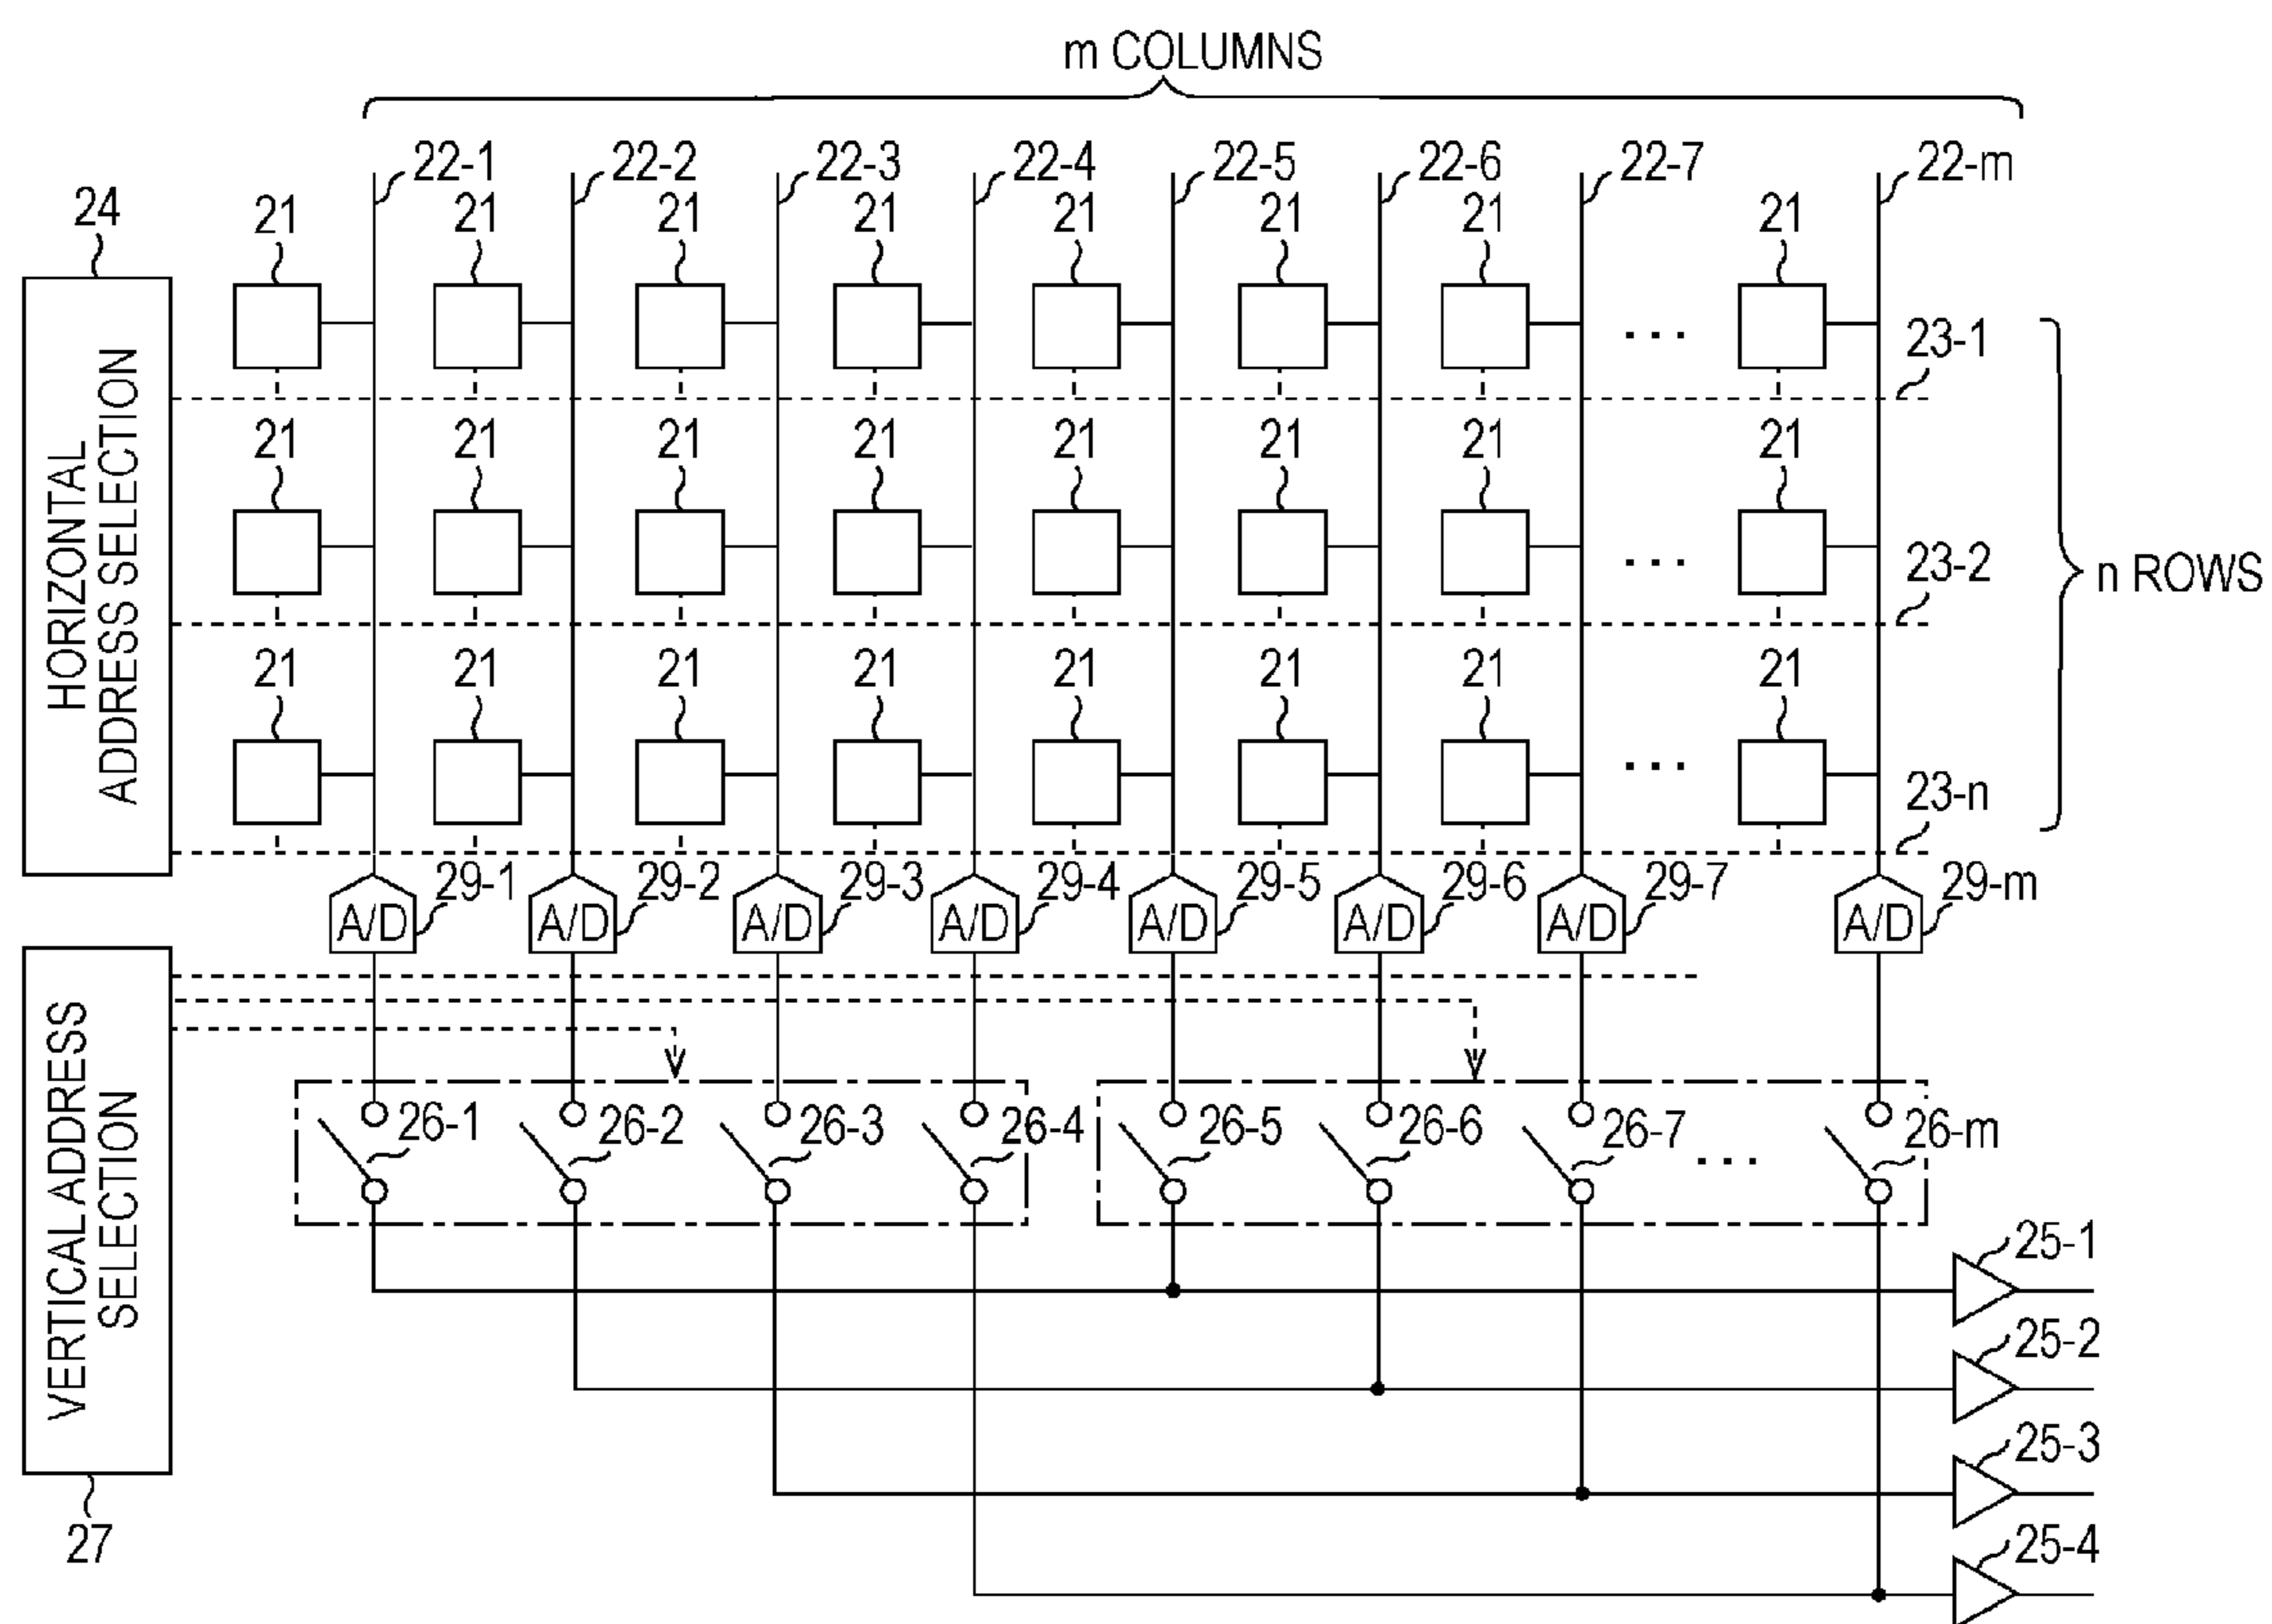 m COLUMNS
22-1 22-2 22-3 22-4 22-5 22-6 22-7 22-m
24
21 21 21 21 21 21 21 21
HORIZONTAL
ADDRESS SELECTION
... 23-1
21 21 21 21 21 21 21 21
... 23-2
n ROWS
21 21 21 21 21 21 21 21
... 23-n
29-1 29-2 29-3 29-4 29-5 29-6 29-7 29-m
A/D A/D A/D A/D A/D A/D A/D A/D
VERTICAL ADDRESS
SELECTION
26-1 26-2 26-3 26-4 26-5 26-6 26-7 ... 26-m
25-1
25-2
25-3
27
25-4